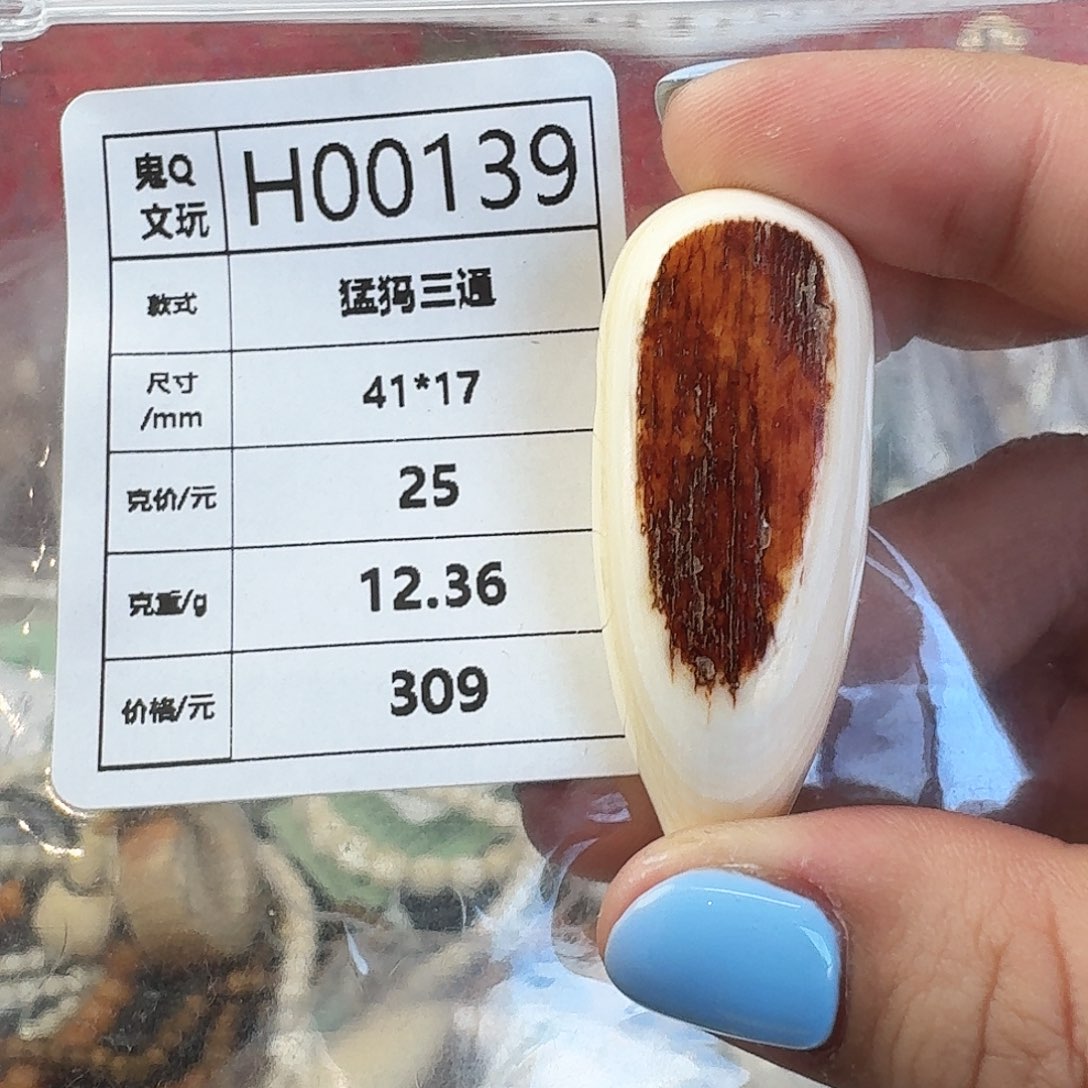 鬼Q
文玩
H00139
款式
猛犸三通
尺寸
/mm
41*17
克价/元
25
克重/g
12.36
价格/元
309